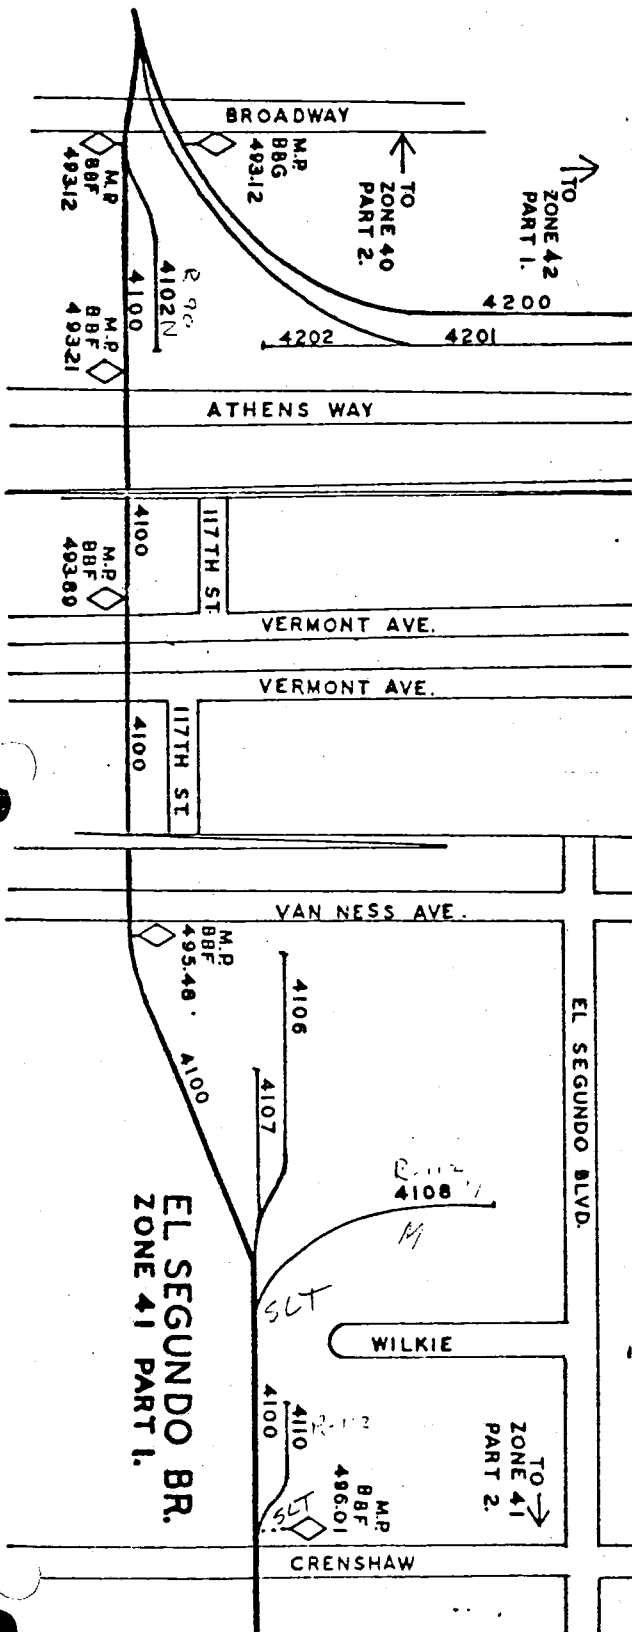 BROADWAY
M.P.
BBG
493.12
M.P.
BBF
493.12
TO
ZONE 40
PART 2.
TO
ZONE 42
PART 1.
4102
N
4100
4200
4202
4201
M.P.
BBF
493.21
ATHENS WAY
4100
117TH ST.
M.P.
BBF
493.89
VERMONT AVE.
VERMONT AVE.
4100
117TH ST.
VAN NESS AVE.
M.P.
BBF
495.48
4106
4100
4107
EL SEGUNDO BLVD.
4108
M
SLT
EL SEGUNDO BR.
ZONE 41 PART 1.
WILKIE
4100
4110
R-112
SLT
M.P.
BBF
496.01
TO
ZONE 41
PART 2.
CRENSHAW